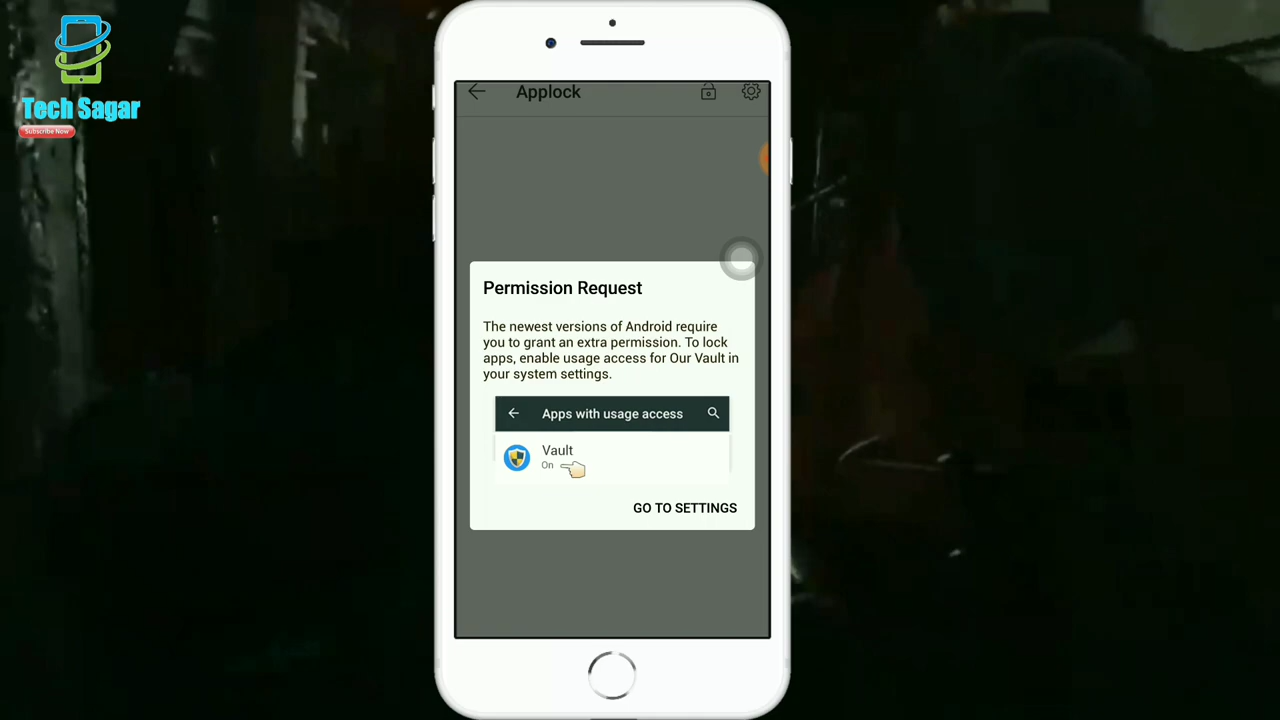 Tech Sagar
Subscribe Now
Applock
Permission Request
The newest versions of Android require
you to grant an extra permission. To lock
apps, enable usage access for Our Vault in
your system settings.
Apps with usage access
Vault
On
GO TO SETTINGS